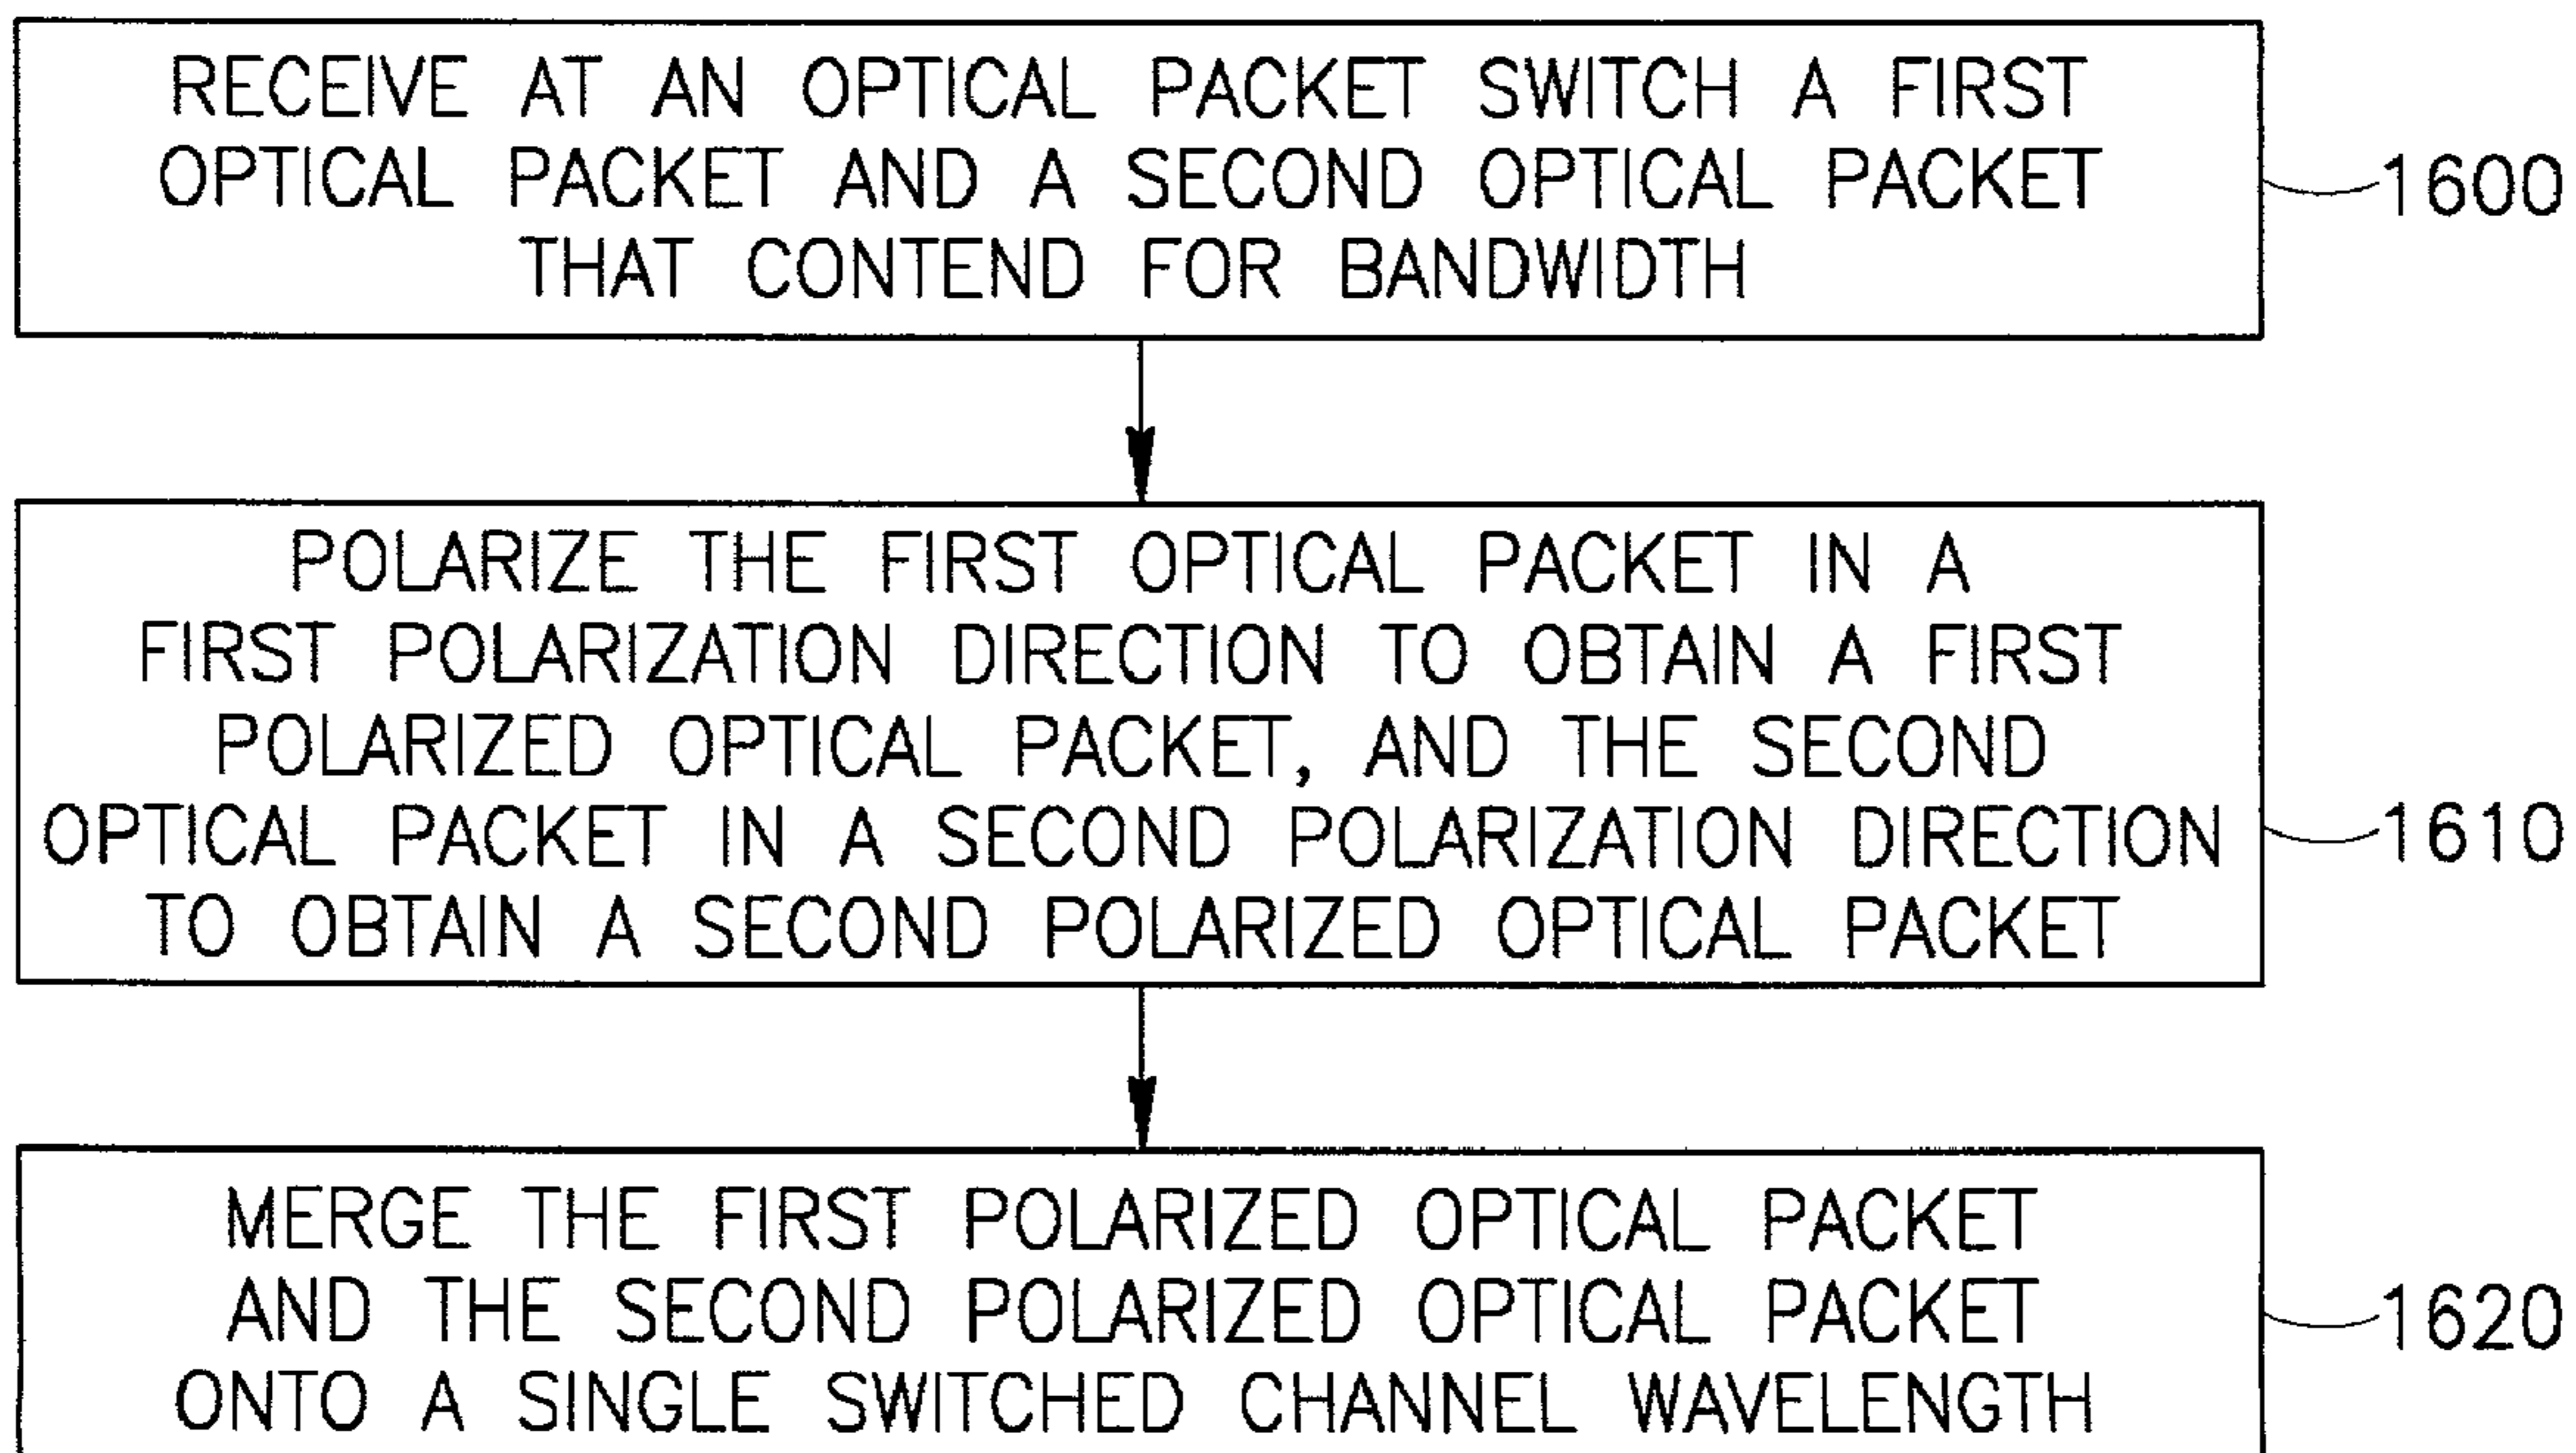 RECEIVE AT AN OPTICAL PACKET SWITCH A FIRST
OPTICAL PACKET AND A SECOND OPTICAL PACKET
THAT CONTEND FOR BANDWIDTH
1600
POLARIZE THE FIRST OPTICAL PACKET IN A
FIRST POLARIZATION DIRECTION TO OBTAIN A FIRST
POLARIZED OPTICAL PACKET, AND THE SECOND
OPTICAL PACKET IN A SECOND POLARIZATION DIRECTION
TO OBTAIN A SECOND POLARIZED OPTICAL PACKET
1610
MERGE THE FIRST POLARIZED OPTICAL PACKET
AND THE SECOND POLARIZED OPTICAL PACKET
ONTO A SINGLE SWITCHED CHANNEL WAVELENGTH
1620